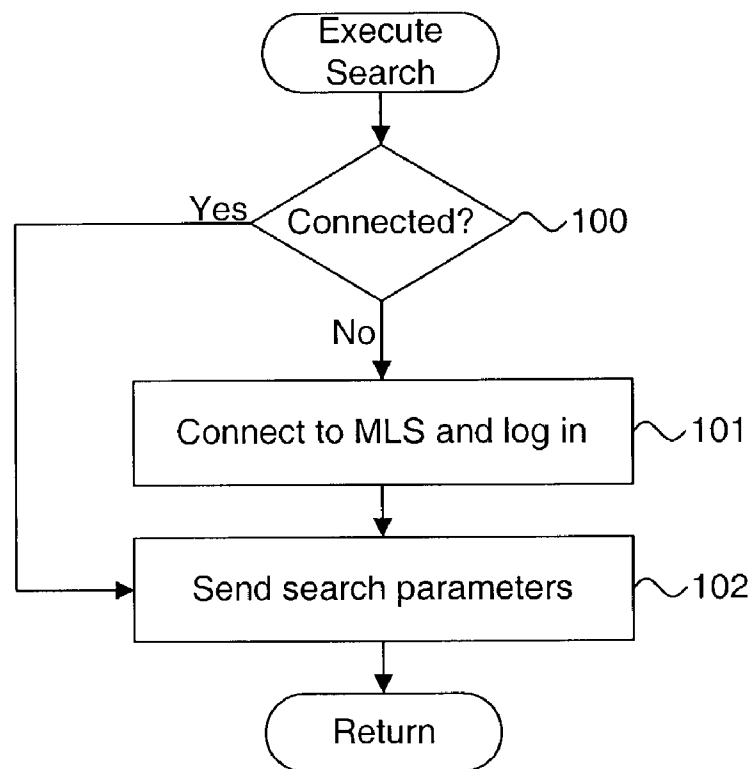 Execute
Search
Yes
Connected?
100
No
Connect to MLS and log in
101
Send search parameters
102
Return